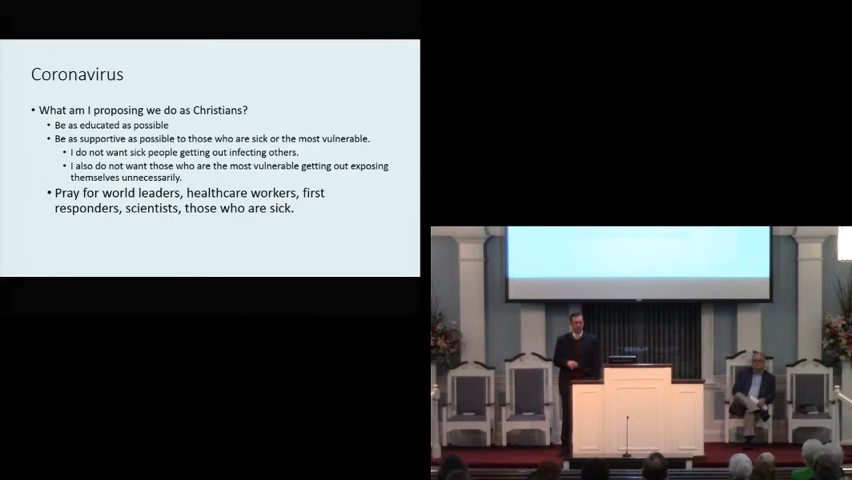 Coronavirus
• What am I proposing we do as Christians?
• Be as educated as possible
• Be as supportive as possible to those who are sick or the most vulnerable.
• I do not want sick people getting out infecting others.
• I also do not want those who are the most vulnerable getting out exposing
themselves unnecessarily.
• Pray for world leaders, healthcare workers, first
responders, scientists, those who are sick.